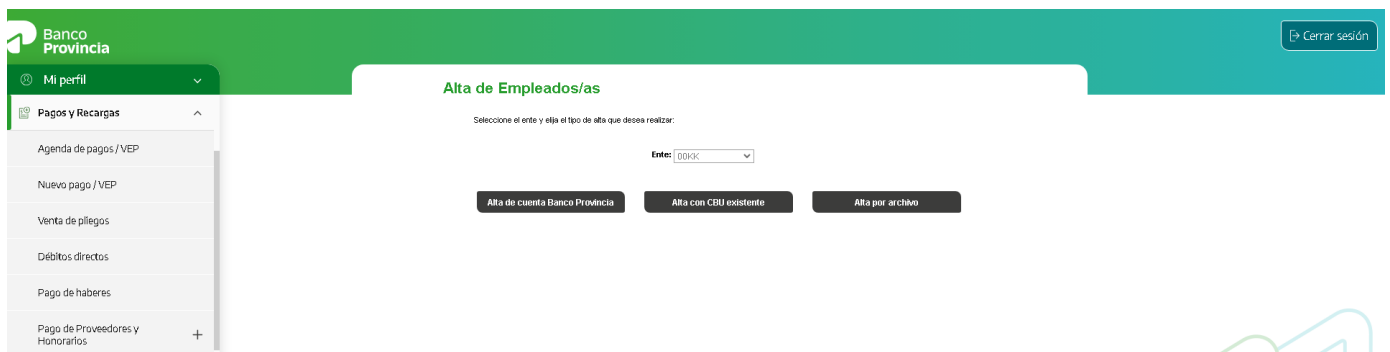 Banco
Provincia
Cerrar sesión
Mi perfil
Pagos y Recargas
Agenda de pagos / VEP
Nuevo pago / VEP
Venta de pliegos
Débitos directos
Pago de haberes
Pago de Proveedores y
Honorarios
Alta de Empleados/as
Seleccione el ente y elija el tipo de alta que desea realizar:
Ente: 00KK
Alta de cuenta Banco Provincia
Alta con CBU existente
Alta por archivo